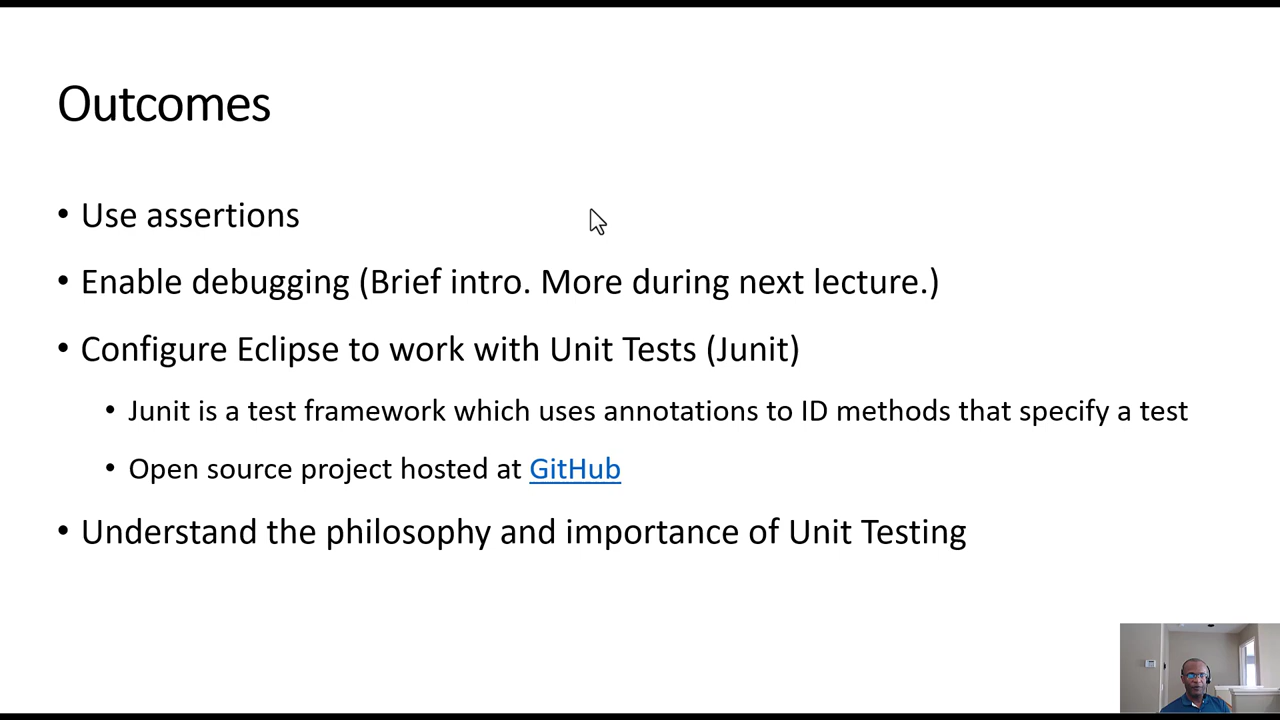 Outcomes
• Use assertions
• Enable debugging (Brief intro. More during next lecture.)
• Configure Eclipse to work with Unit Tests (Junit)
• Junit is a test framework which uses annotations to ID methods that specify a test
• Open source project hosted at GitHub
• Understand the philosophy and importance of Unit Testing